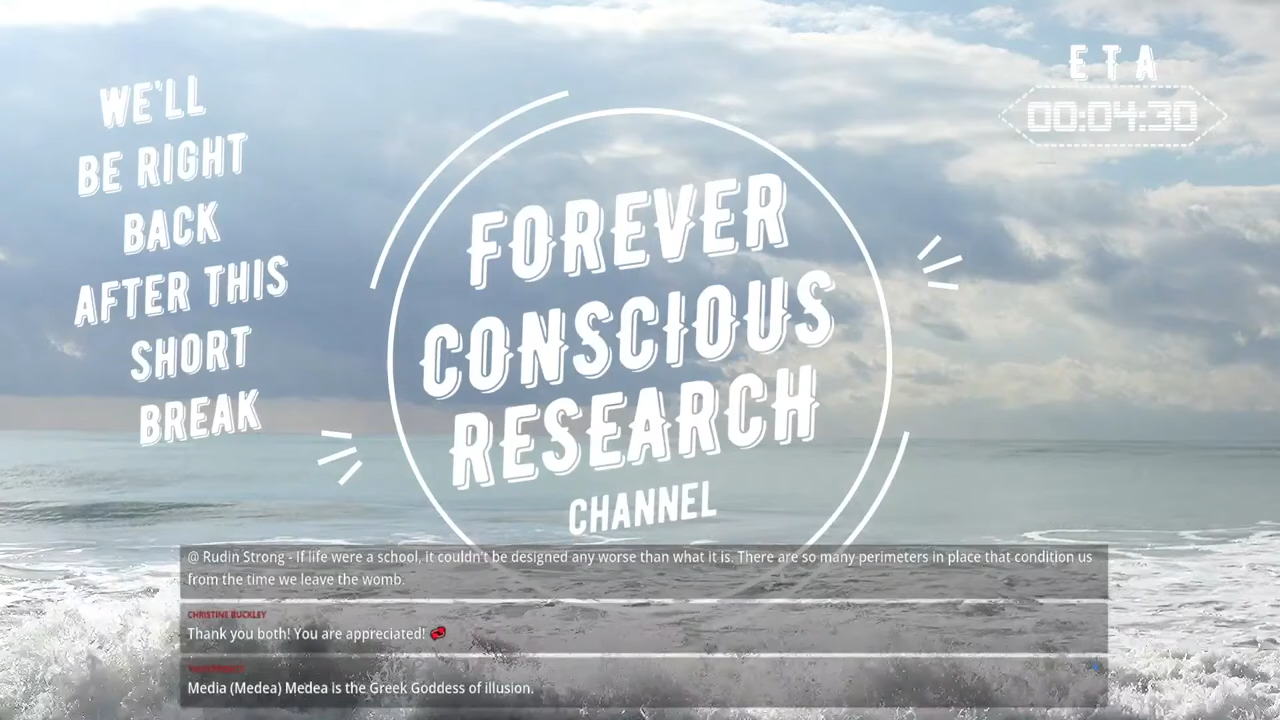 WE'LL
BE RIGHT
BACK
AFTER THIS
SHORT
BREAK
ETA
00:04:30
FOREVER
CONSCIOUS
RESEARCH
CHANNEL
@ Rudin Strong - If life were a school, it couldn't be designed any worse than what it is. There are so many perimeters in place that condition us
from the time we leave the womb.
CHRISTINE BUCKLEY
Thank you both! You are appreciated!
Media (Medea) Medea is the Greek Goddess of illusion.